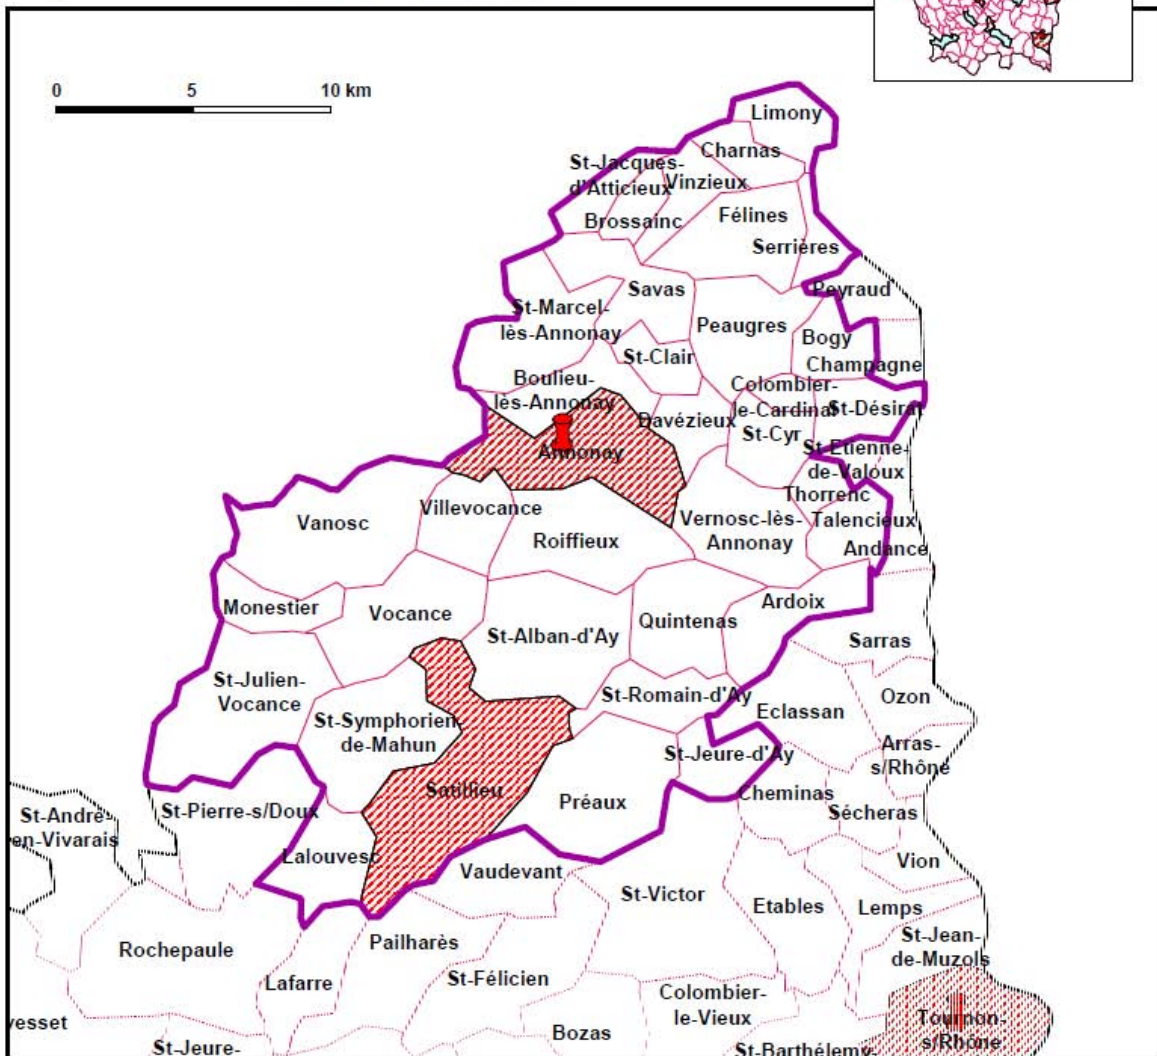 0 5 10 km
Limony
Charnas
St-Jacques-
d'Atticieux
Vinzieux
Brossainc
Félines
Serrières
Savas
Peyraud
St-Marcel-
lès-Annonay
Peaugres
Bogy
St-Clair
Champagne
Boulieu-
lès-Annonay
Colombier-
le-Cardinal
St-Désirat
Davézieux
St-Cyr
Annonay
St-Etienne-
de-Valoux
Thorrenc
Villevocance
Vanosc
Vernosc-lès-
Annonay
Talencieux
Roiffieux
Andance
Monestier
Vocance
Ardoix
Quintenas
St-Alban-d'Ay
Sarras
St-Julien-
Vocance
St-Romain-d'Ay
Ozon
St-Symphorien
de-Mahun
Eclassan
St-Jeure-d'Ay
Arras-
s/Rhône
Satillieu
Préaux
Cheminas
St-André-
en-Vivarais
St-Pierre-s/Doux
Sécheras
Lalouvesc
Vaudevant
Vion
St-Victor
Etables
Lemps
Rochepaule
Pailharès
St-Jean-
de-Muzols
Lafarre
St-Félicien
Colombier-
le-Vieux
vesset
Bozas
Tournon-
s/Rhône
St-Jeure-
St-Barthélemy-